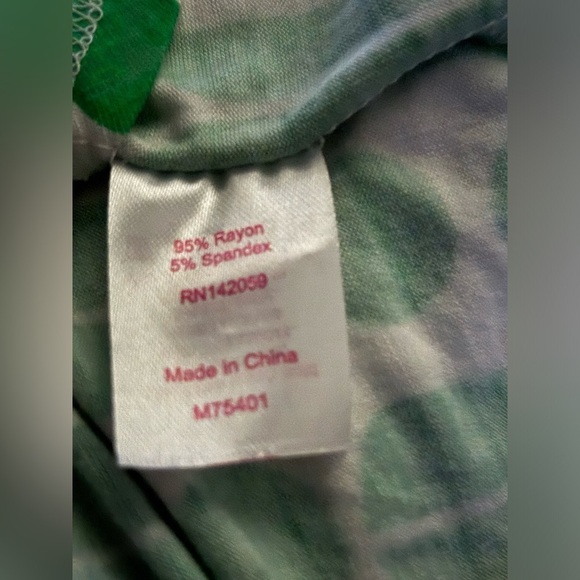 95% Rayon
5% Spandex
RN142059
Made in China
M75401